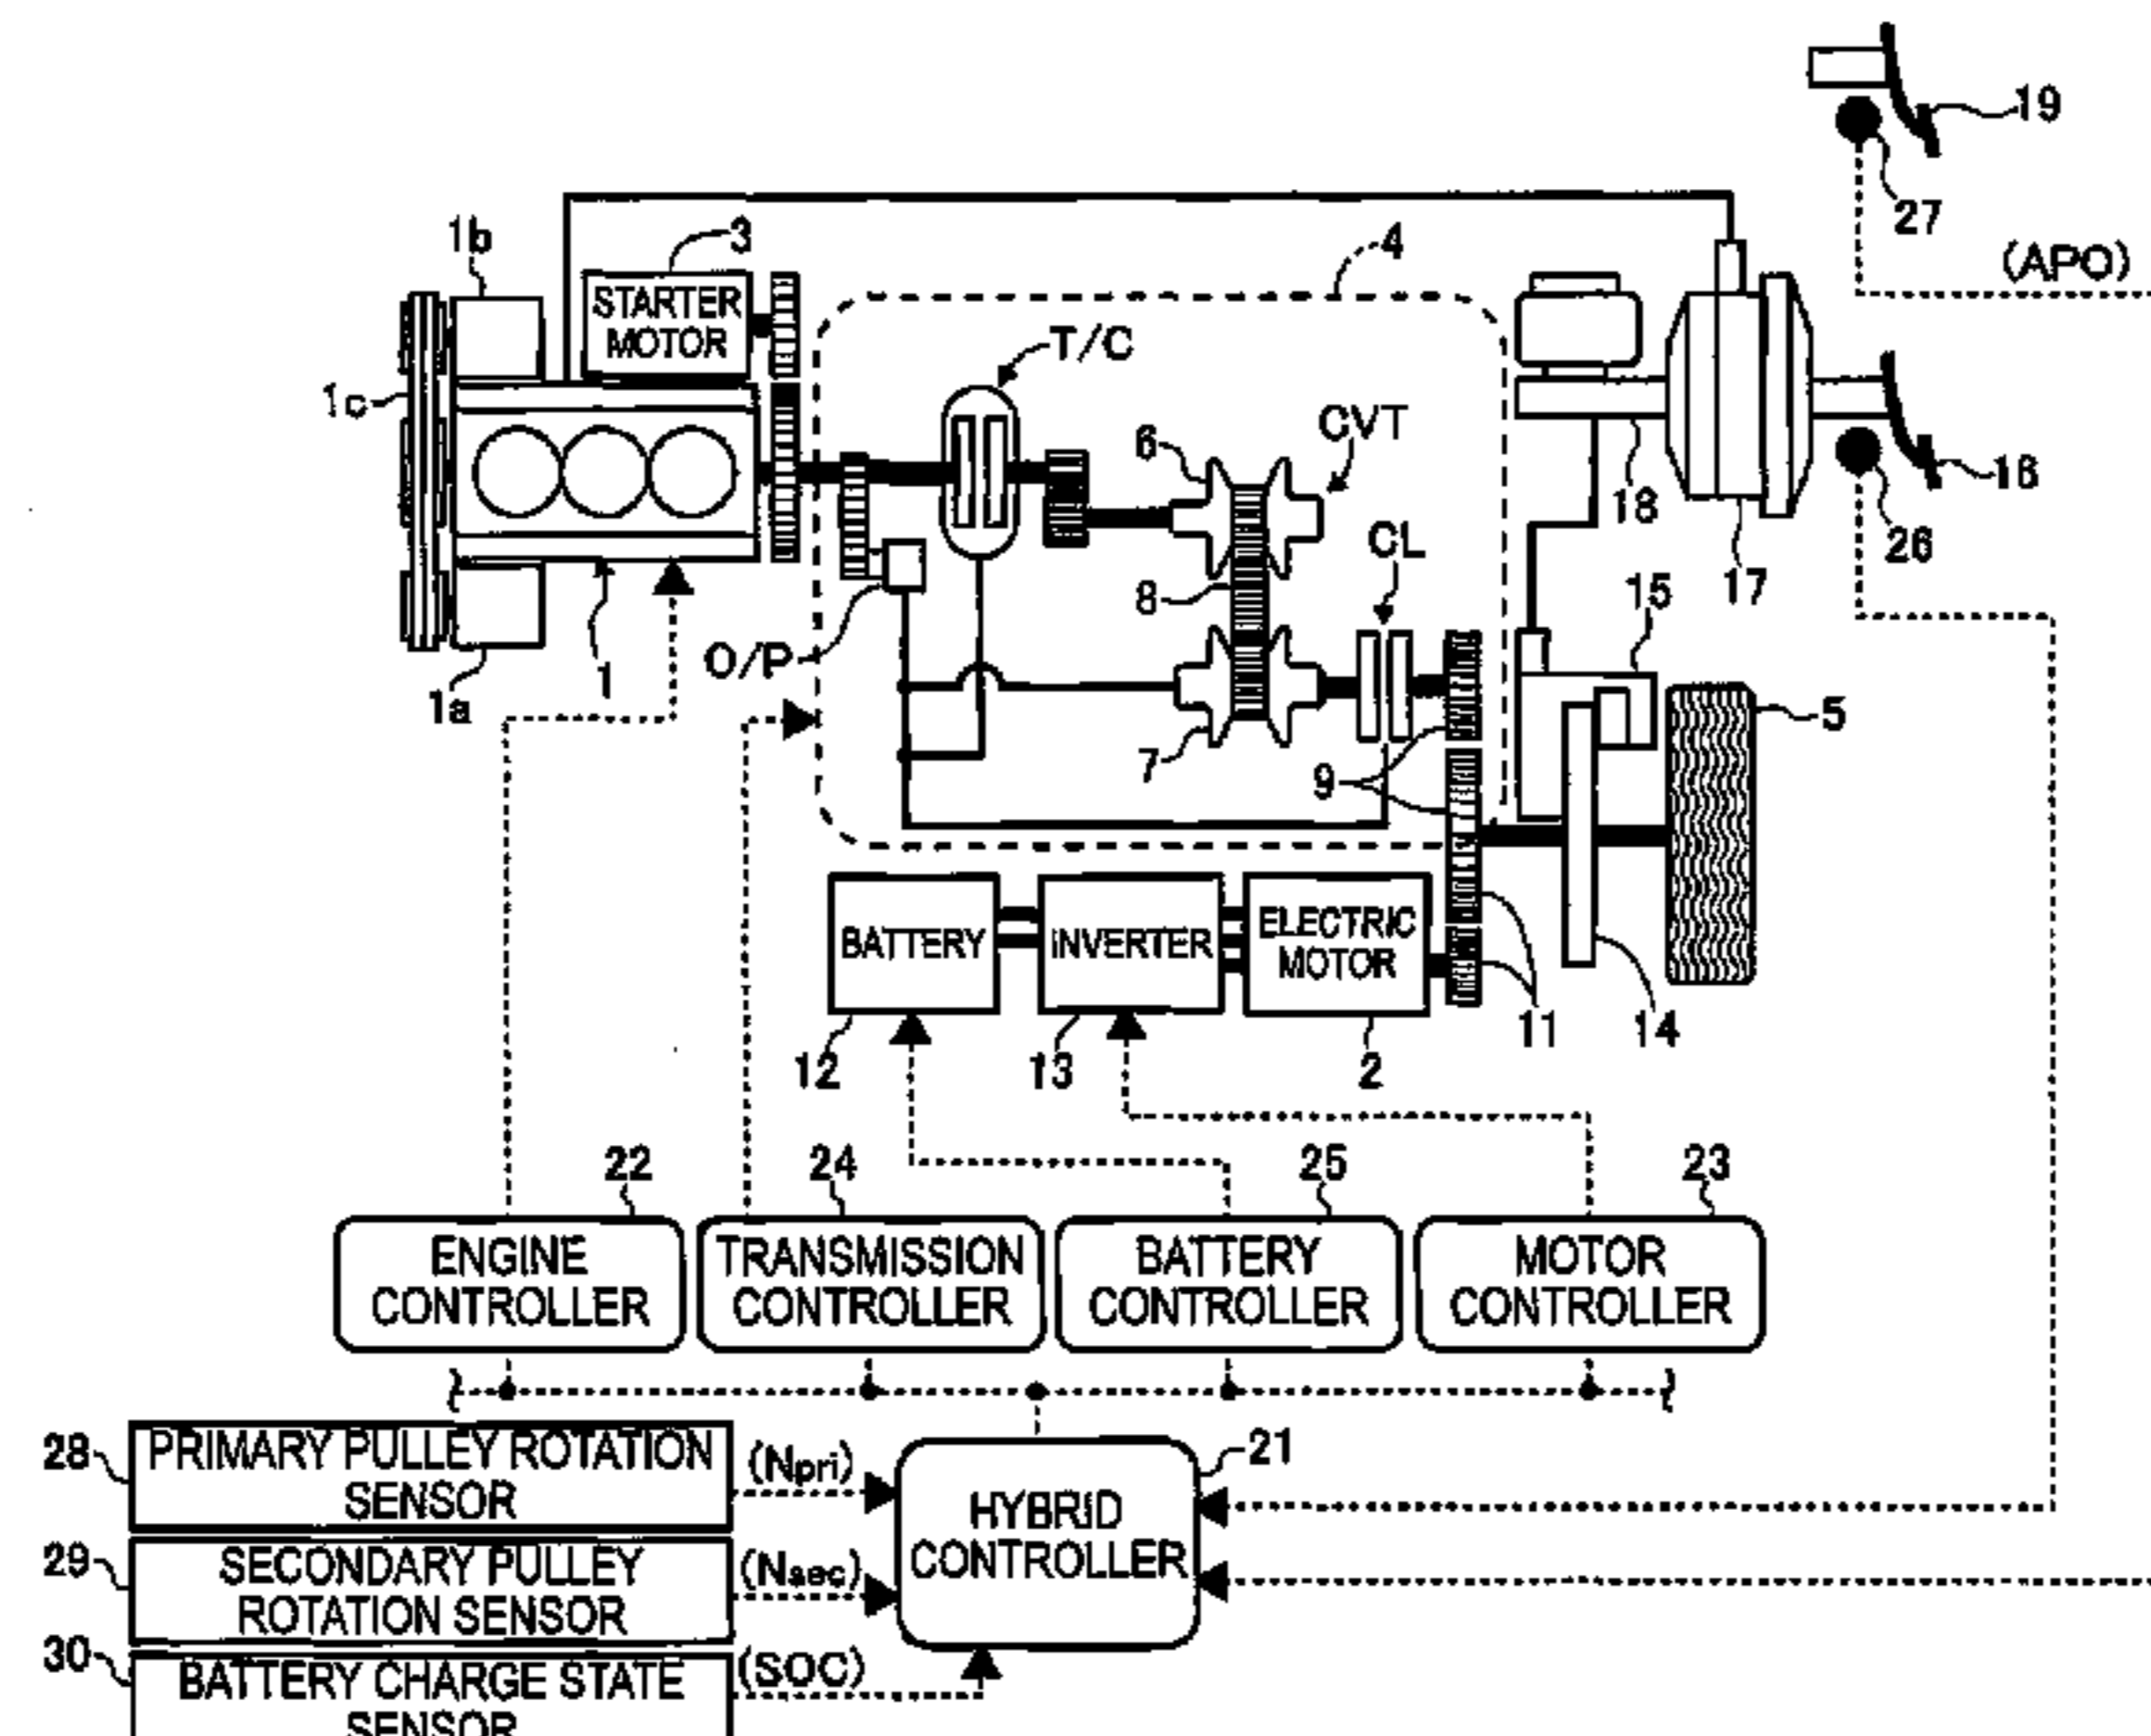 19
27
(APO)
1b
3
4
STARTER
MOTOR
T/C
1c
CVT
6
16
18
26
CL
17
8
15
O/P
1
1a
5
7
9
BATTERY
INVERTER
ELECTRIC
MOTOR
12
13
2
11
14
22
24
25
23
ENGINE
CONTROLLER
TRANSMISSION
CONTROLLER
BATTERY
CONTROLLER
MOTOR
CONTROLLER
28
PRIMARY PULLEY ROTATION
SENSOR
(Npri)
21
HYBRID
CONTROLLER
29
SECONDARY PULLEY
ROTATION SENSOR
(Nsec)
30
BATTERY CHARGE STATE
SENSOR
(SOC)